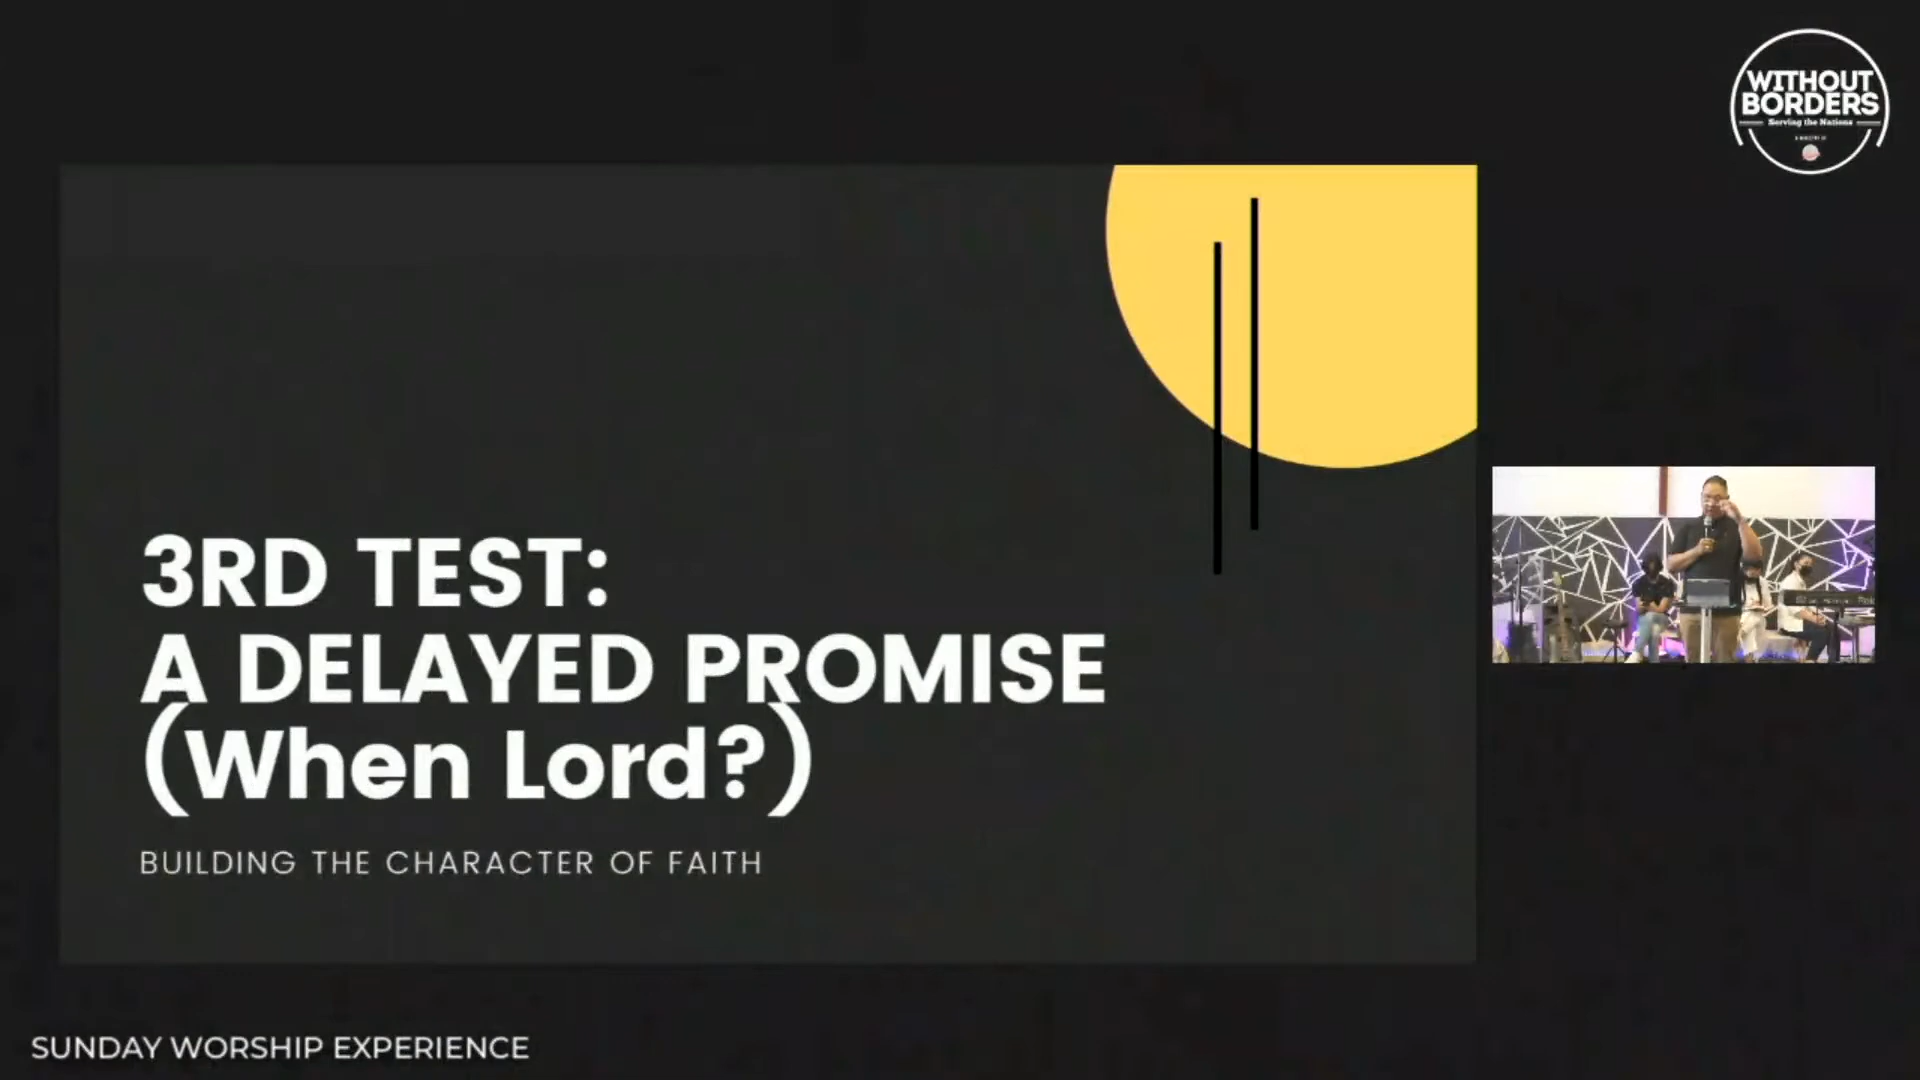 WITHOUT
BORDERS
Serving the Nations
3RD TEST:
A DELAYED PROMISE
(When Lord?)
BUILDING THE CHARACTER OF FAITH
SUNDAY WORSHIP EXPERIENCE